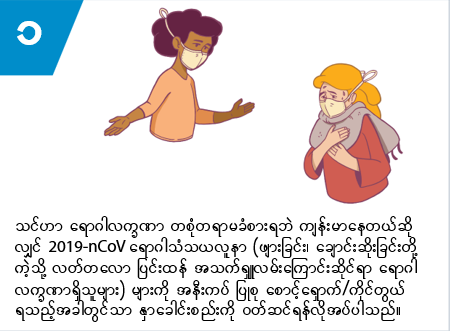 သင်ဟာ ရောဂါလက္ခဏာ တစုံတရာမခံစားရဘဲ ကျန်းမာနေတယ်ဆို
လျှင် 2019-nCoV ရောဂါသံသယလူနာ (ဖျားခြင်း၊ ချောင်းဆိုးခြင်းတို့
ကဲ့သို့ လတ်တလော ပြင်းထန် အသက်ရှူလမ်းကြောင်းဆိုင်ရာ ရောဂါ
လက္ခဏာရှိသူများ) များကို အနီးကပ် ပြုစု စောင့်ရှောက်/ကိုင်တွယ်
ရသည့်အခါတွင်သာ နှာခေါင်းစည်းကို ဝတ်ဆင်ရန်လိုအပ်ပါသည်။